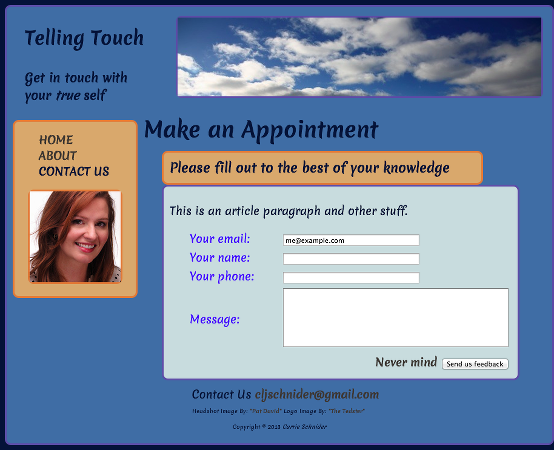 Telling Touch
Get in touch with
your true self
HOME
ABOUT
CONTACT US
Make an Appointment
Please fill out to the best of your knowledge
This is an article paragraph and other stuff.
Your email: me@example.com
Your name:
Your phone:
Message:
Never mind Send us feedback
Contact Us cljschnider@gmail.com
Headshot Image By: "Pat David" Logo Image By: "The Tedster"
Copyright © 2013 Carrie Schnider